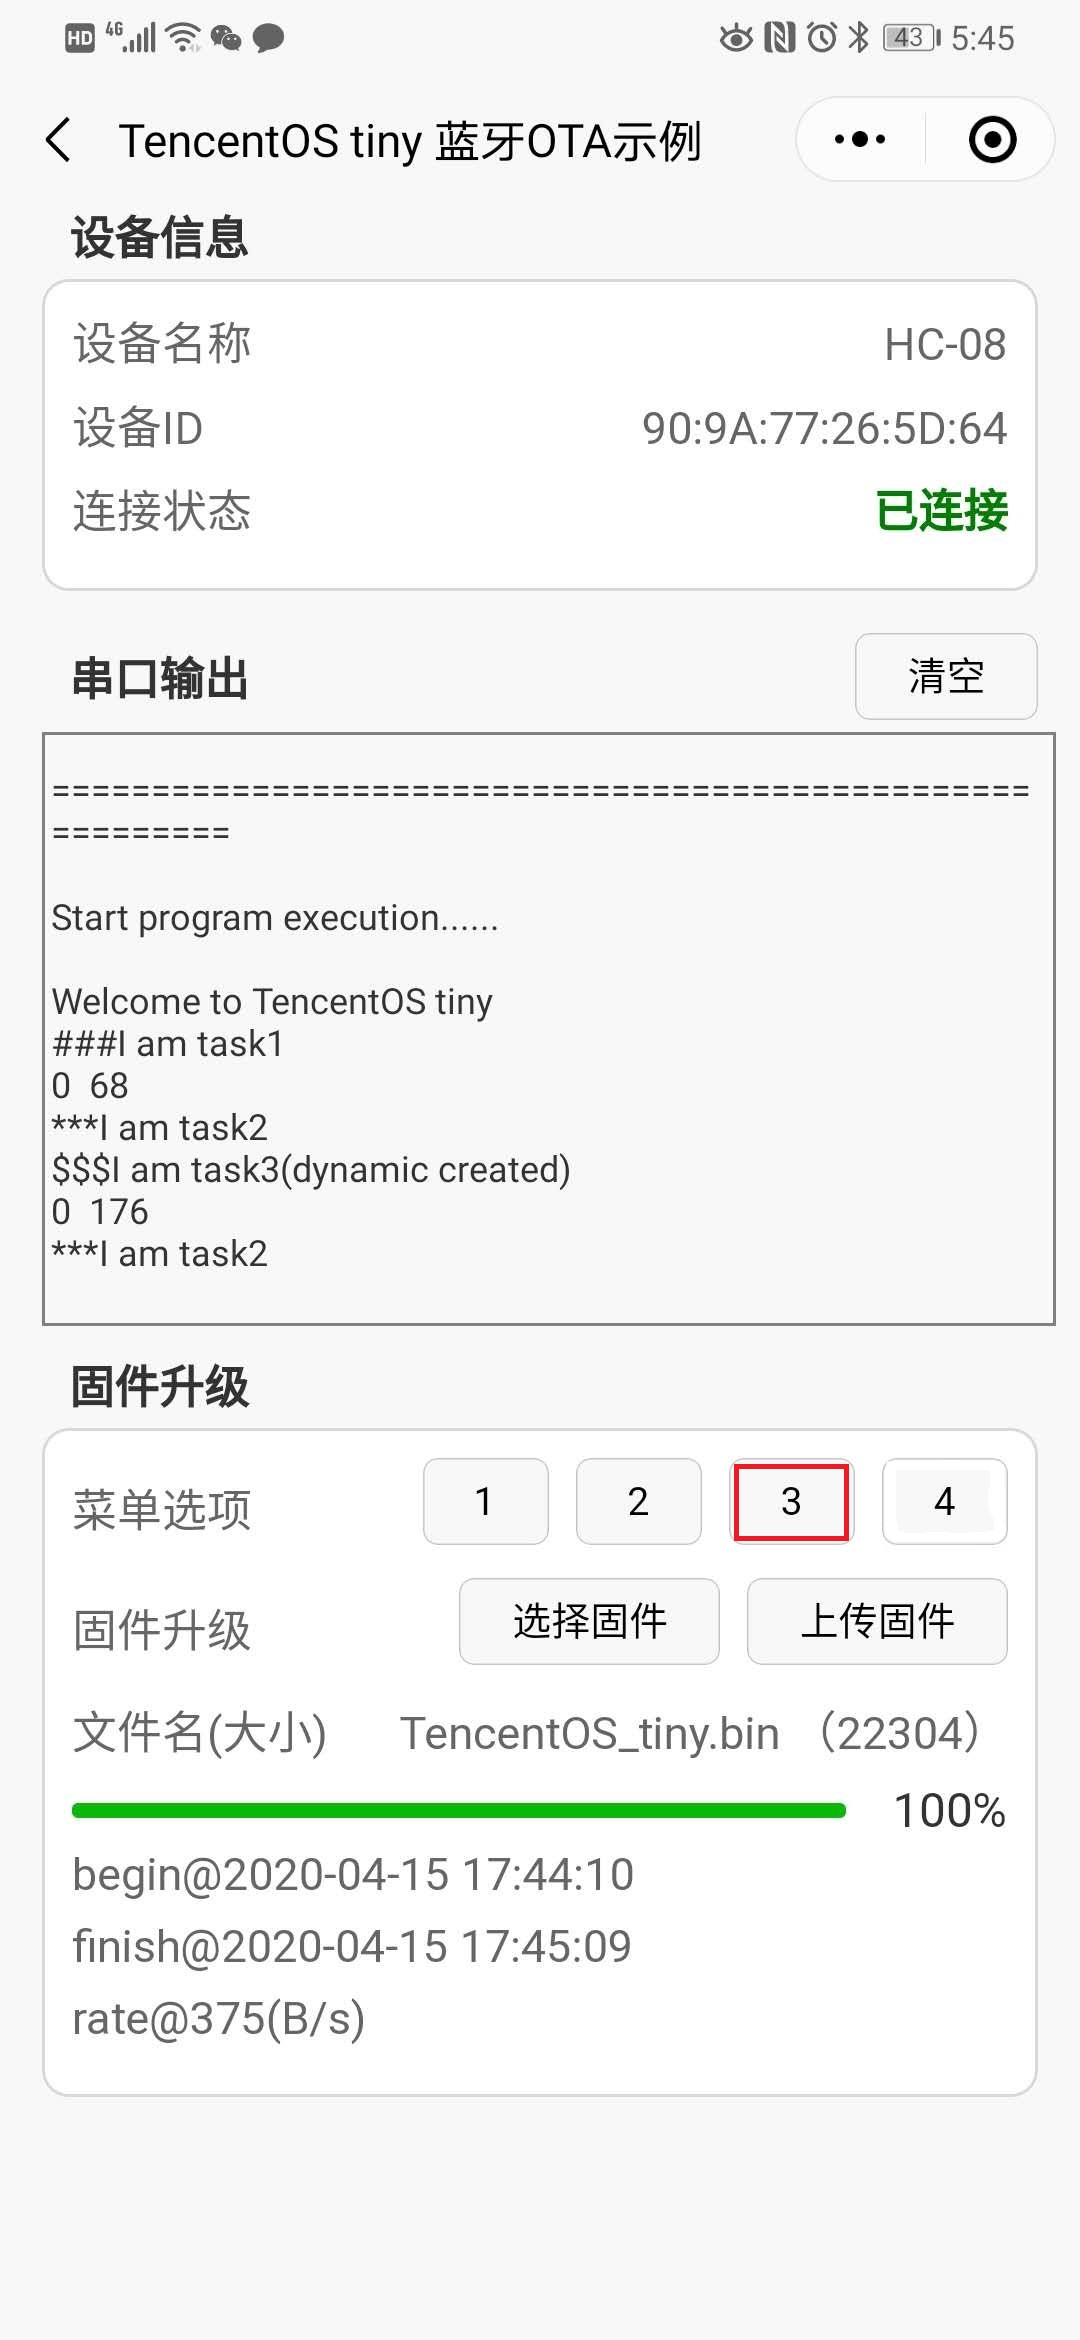 HD 4G 43 5:45
TencentOS tiny 蓝牙OTA示例
设备信息
设备名称 HC-08
设备ID 90:9A:77:26:5D:64
连接状态 已连接
串口输出 清空
=================================================
=========
Start program execution......
Welcome to TencentOS tiny
###I am task1
0  68
***I am task2
$$$I am task3(dynamic created)
0  176
***I am task2
固件升级
菜单选项 1 2 3 4
固件升级 选择固件 上传固件
文件名(大小) TencentOS_tiny.bin （22304）
100%
begin@2020-04-15 17:44:10
finish@2020-04-15 17:45:09
rate@375(B/s)